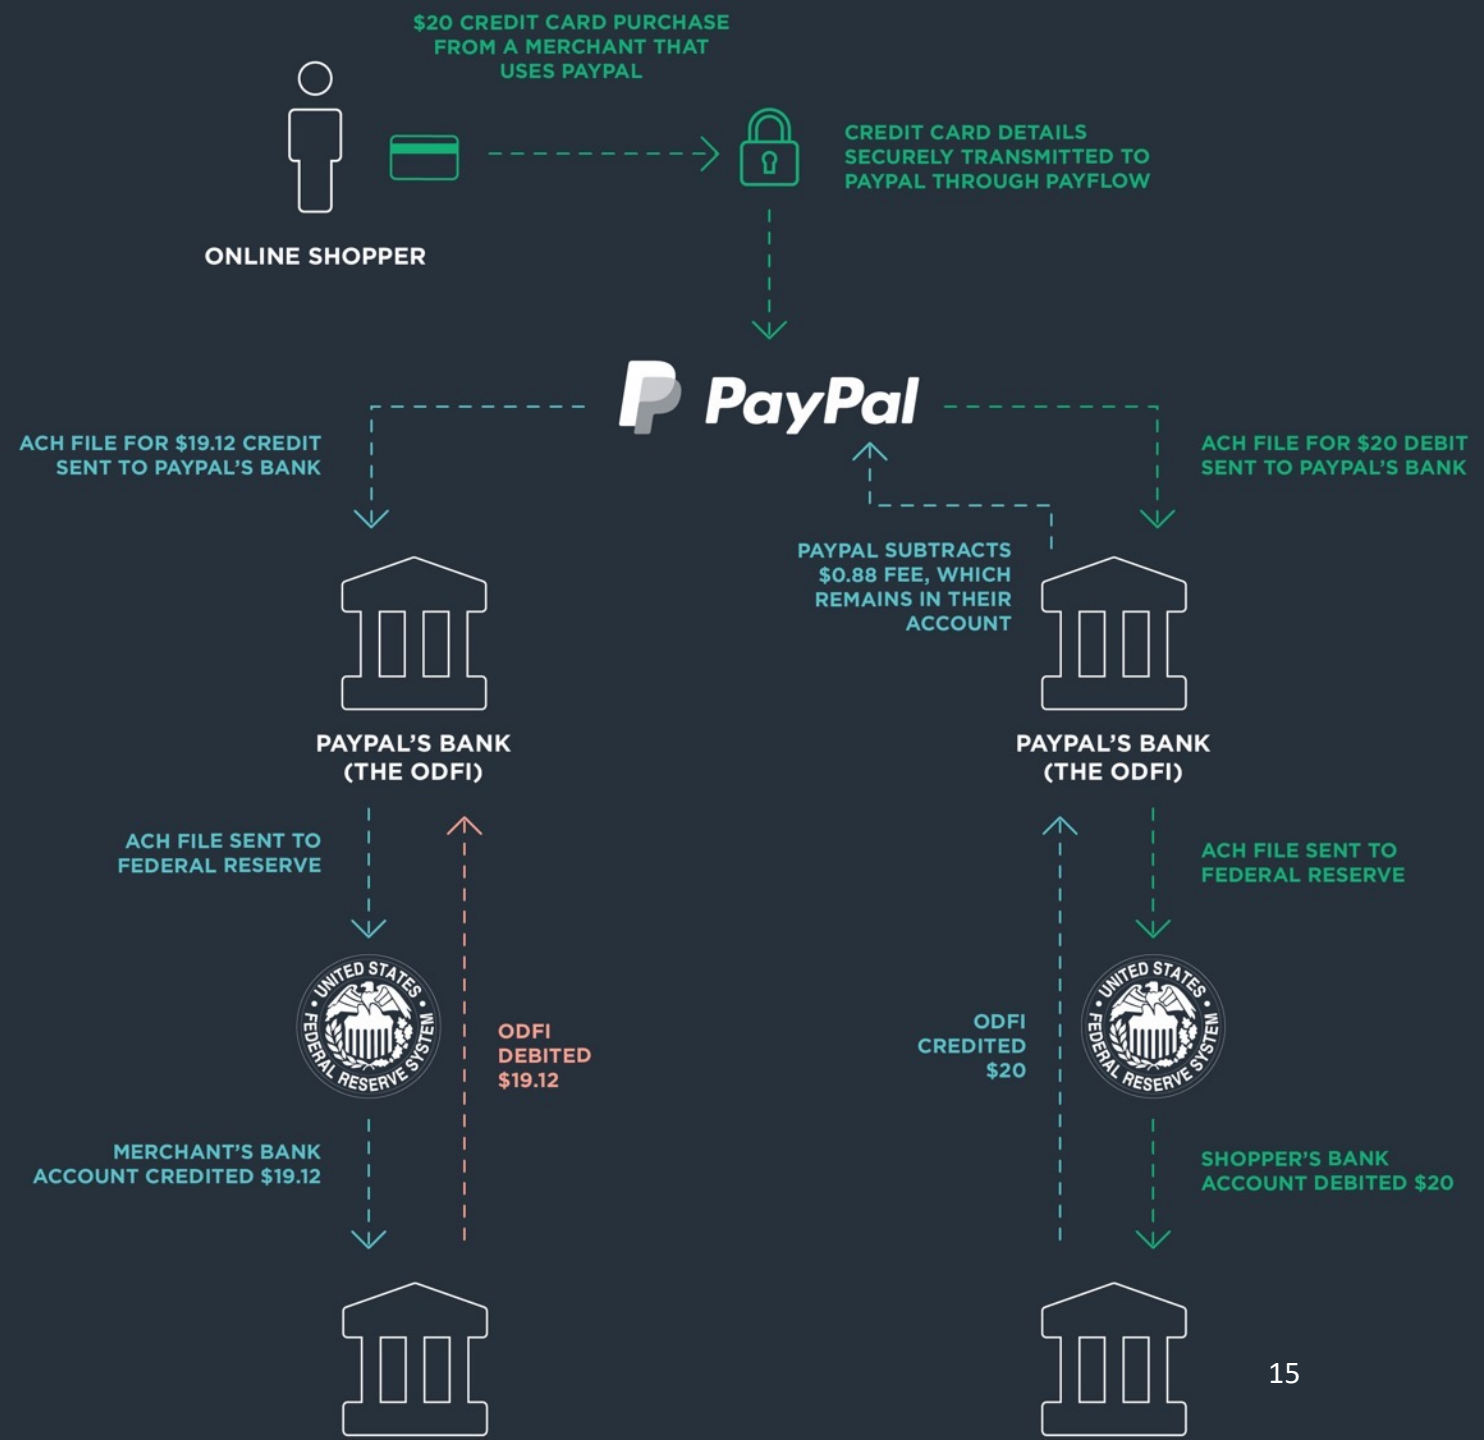 $20 CREDIT CARD PURCHASE
FROM A MERCHANT THAT
USES PAYPAL
CREDIT CARD DETAILS
SECURELY TRANSMITTED TO
PAYPAL THROUGH PAYFLOW
ONLINE SHOPPER
PayPal
ACH FILE FOR $19.12 CREDIT
SENT TO PAYPAL'S BANK
ACH FILE FOR $20 DEBIT
SENT TO PAYPAL'S BANK
PAYPAL SUBTRACTS
$0.88 FEE, WHICH
REMAINS IN THEIR
ACCOUNT
PAYPAL'S BANK
(THE ODFI)
PAYPAL'S BANK
(THE ODFI)
ACH FILE SENT TO
FEDERAL RESERVE
ACH FILE SENT TO
FEDERAL RESERVE
UNITED STATES
FEDERAL RESERVE SYSTEM
ODFI
DEBITED
$19.12
ODFI
CREDITED
$20
UNITED STATES
FEDERAL RESERVE SYSTEM
MERCHANT'S BANK
ACCOUNT CREDITED $19.12
SHOPPER'S BANK
ACCOUNT DEBITED $20
15